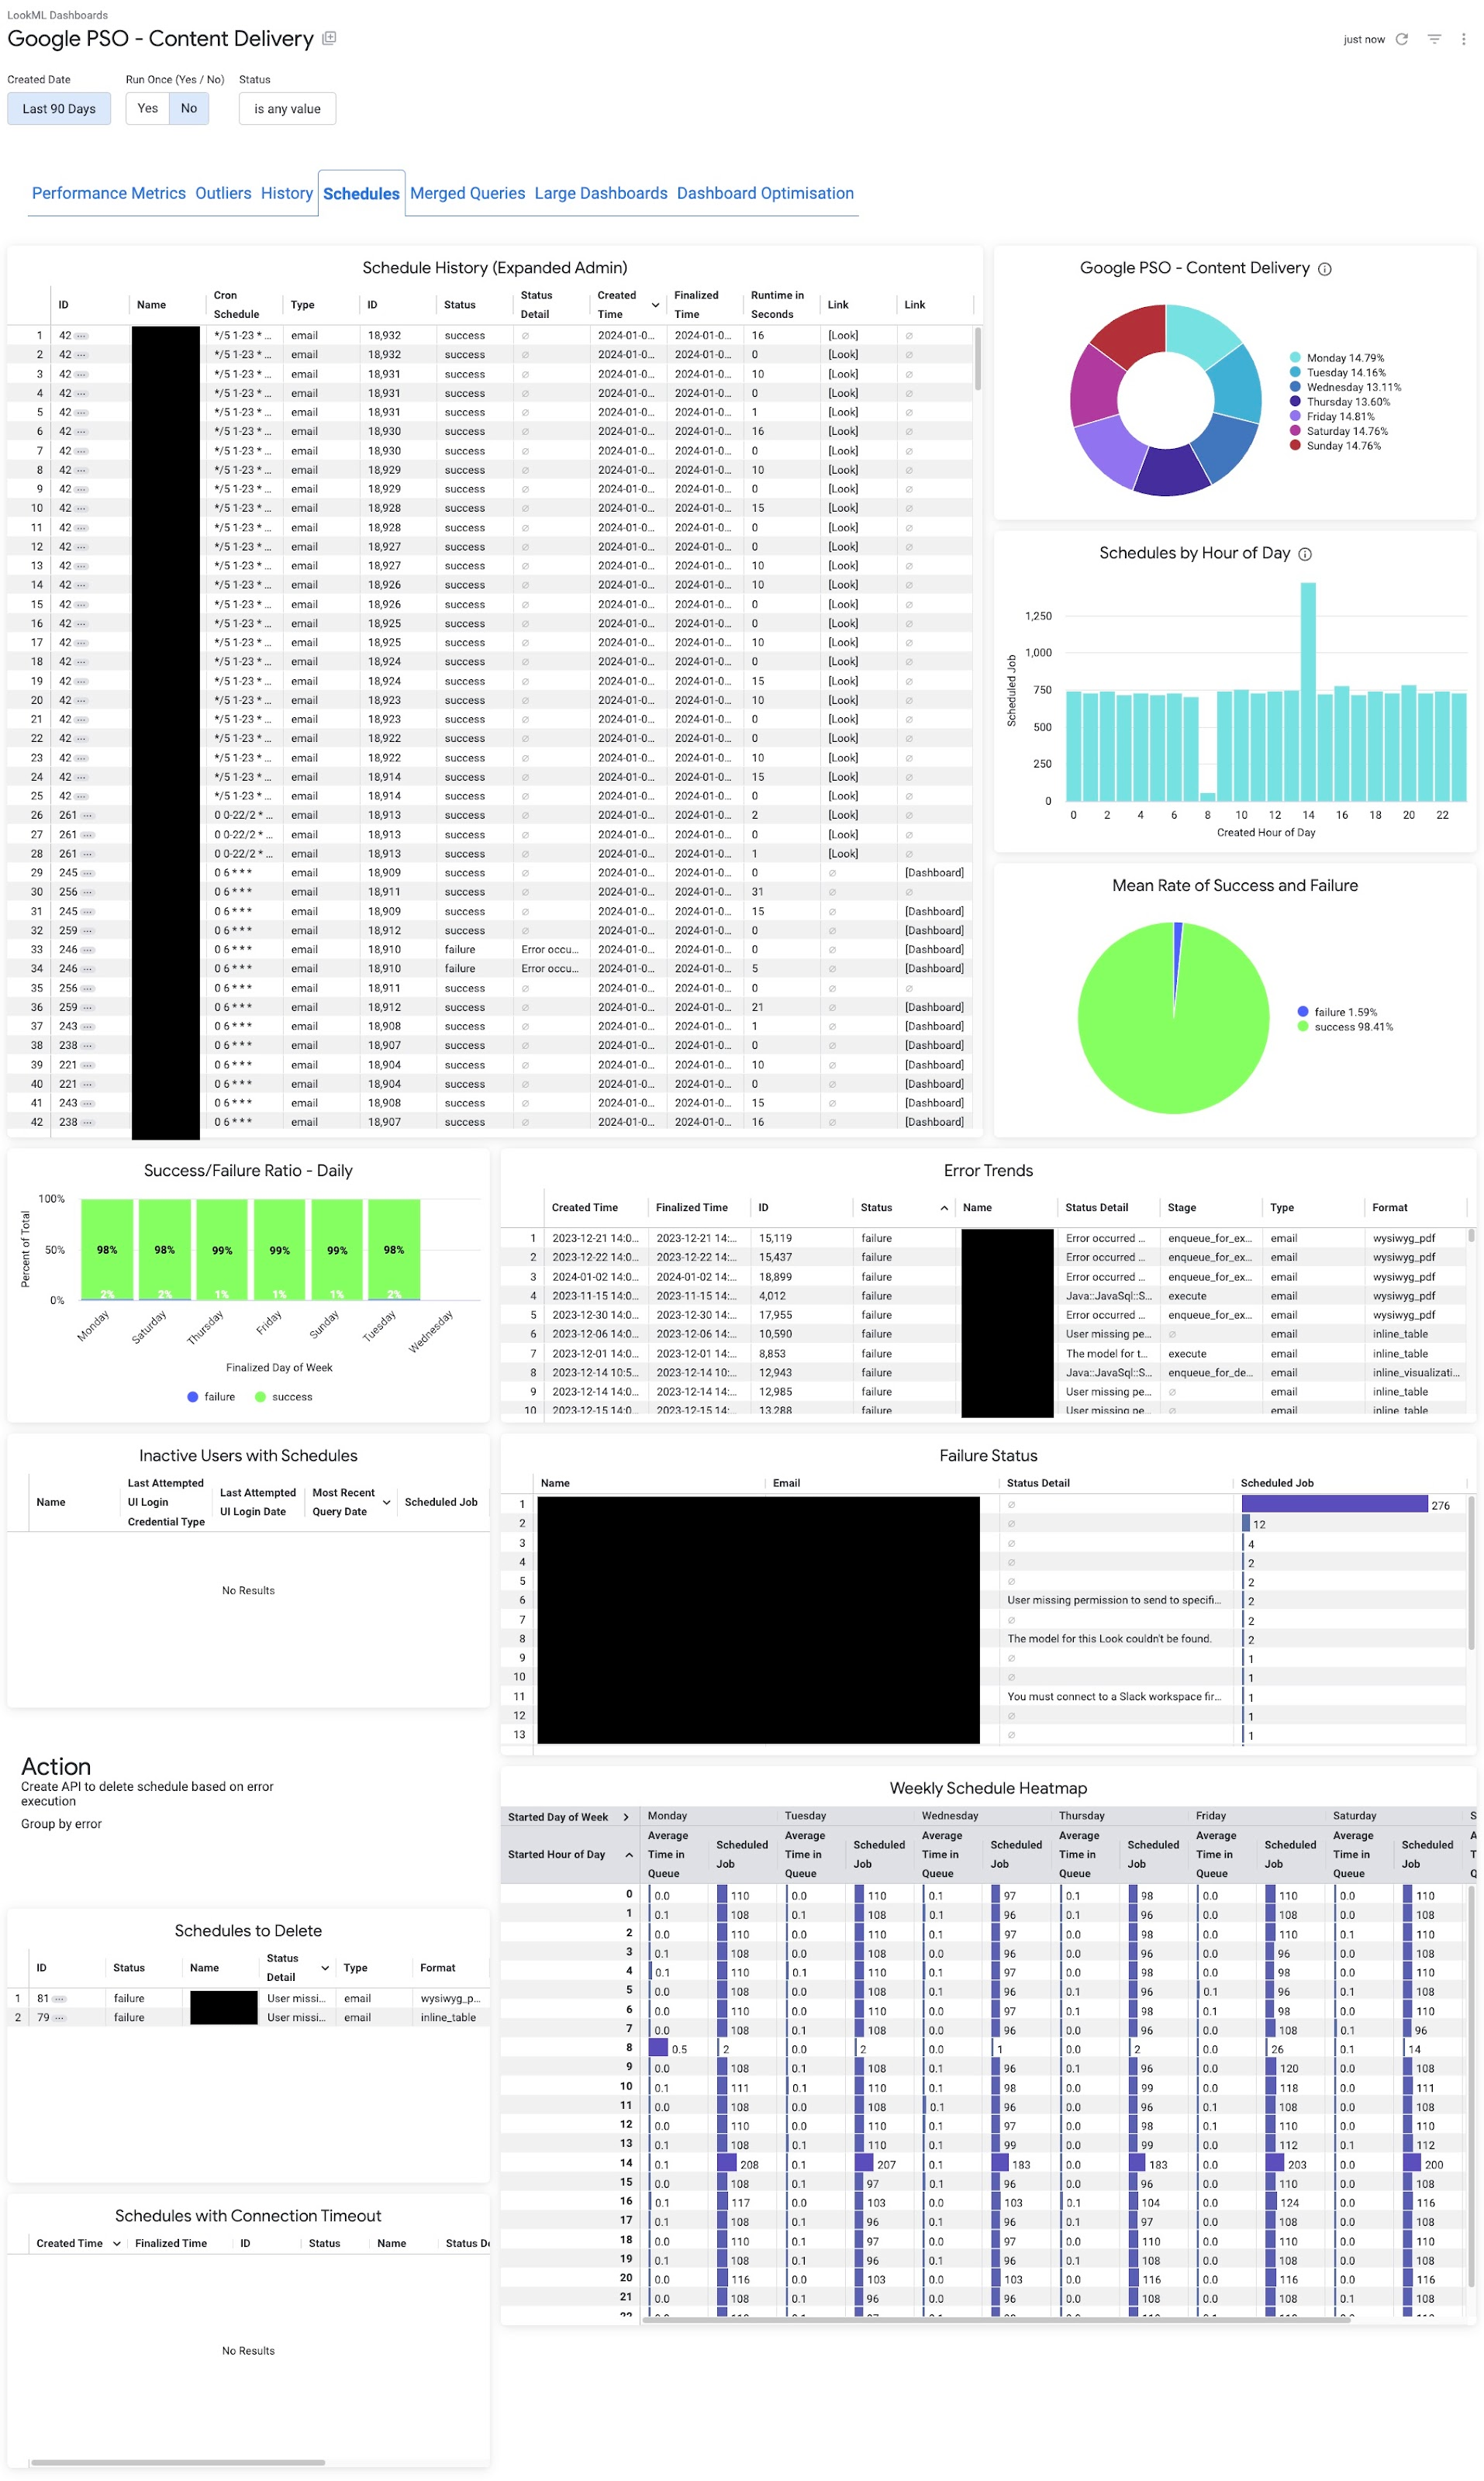 LookML Dashboards
Google PSO - Content Delivery
just now
Created Date
Run Once (Yes / No)
Status
Last 90 Days
Yes
No
is any value
Performance Metrics Outliers History Schedules Merged Queries Large Dashboards Dashboard Optimisation
Schedule History (Expanded Admin)
ID Name Cron Schedule Type ID Status Status Detail Created Time Finalized Time Runtime in Seconds Link Link
1 42 */5 1-23 * ... email 18,932 success ∅ 2024-01-0... 2024-01-0... 16 [Look] ∅
2 42 */5 1-23 * ... email 18,932 success ∅ 2024-01-0... 2024-01-0... 0 [Look] ∅
3 42 */5 1-23 * ... email 18,931 success ∅ 2024-01-0... 2024-01-0... 10 [Look] ∅
4 42 */5 1-23 * ... email 18,931 success ∅ 2024-01-0... 2024-01-0... 0 [Look] ∅
5 42 */5 1-23 * ... email 18,931 success ∅ 2024-01-0... 2024-01-0... 1 [Look] ∅
6 42 */5 1-23 * ... email 18,930 success ∅ 2024-01-0... 2024-01-0... 16 [Look] ∅
7 42 */5 1-23 * ... email 18,930 success ∅ 2024-01-0... 2024-01-0... 0 [Look] ∅
8 42 */5 1-23 * ... email 18,929 success ∅ 2024-01-0... 2024-01-0... 10 [Look] ∅
9 42 */5 1-23 * ... email 18,929 success ∅ 2024-01-0... 2024-01-0... 0 [Look] ∅
10 42 */5 1-23 * ... email 18,928 success ∅ 2024-01-0... 2024-01-0... 15 [Look] ∅
11 42 */5 1-23 * ... email 18,928 success ∅ 2024-01-0... 2024-01-0... 0 [Look] ∅
12 42 */5 1-23 * ... email 18,927 success ∅ 2024-01-0... 2024-01-0... 0 [Look] ∅
13 42 */5 1-23 * ... email 18,927 success ∅ 2024-01-0... 2024-01-0... 10 [Look] ∅
14 42 */5 1-23 * ... email 18,926 success ∅ 2024-01-0... 2024-01-0... 10 [Look] ∅
15 42 */5 1-23 * ... email 18,926 success ∅ 2024-01-0... 2024-01-0... 0 [Look] ∅
16 42 */5 1-23 * ... email 18,925 success ∅ 2024-01-0... 2024-01-0... 0 [Look] ∅
17 42 */5 1-23 * ... email 18,925 success ∅ 2024-01-0... 2024-01-0... 10 [Look] ∅
18 42 */5 1-23 * ... email 18,924 success ∅ 2024-01-0... 2024-01-0... 0 [Look] ∅
19 42 */5 1-23 * ... email 18,924 success ∅ 2024-01-0... 2024-01-0... 15 [Look] ∅
20 42 */5 1-23 * ... email 18,923 success ∅ 2024-01-0... 2024-01-0... 10 [Look] ∅
21 42 */5 1-23 * ... email 18,923 success ∅ 2024-01-0... 2024-01-0... 0 [Look] ∅
22 42 */5 1-23 * ... email 18,922 success ∅ 2024-01-0... 2024-01-0... 0 [Look] ∅
23 42 */5 1-23 * ... email 18,922 success ∅ 2024-01-0... 2024-01-0... 10 [Look] ∅
24 42 */5 1-23 * ... email 18,914 success ∅ 2024-01-0... 2024-01-0... 15 [Look] ∅
25 42 */5 1-23 * ... email 18,914 success ∅ 2024-01-0... 2024-01-0... 0 [Look] ∅
26 261 0 0-22/2 * ... email 18,913 success ∅ 2024-01-0... 2024-01-0... 2 [Look] ∅
27 261 0 0-22/2 * ... email 18,913 success ∅ 2024-01-0... 2024-01-0... 0 [Look] ∅
28 261 0 0-22/2 * ... email 18,913 success ∅ 2024-01-0... 2024-01-0... 1 [Look] ∅
29 245 0 6 * * * email 18,909 success ∅ 2024-01-0... 2024-01-0... 0 ∅ [Dashboard]
30 256 0 6 * * * email 18,911 success ∅ 2024-01-0... 2024-01-0... 31 ∅ ∅
31 245 0 6 * * * email 18,909 success ∅ 2024-01-0... 2024-01-0... 15 ∅ [Dashboard]
32 259 0 6 * * * email 18,912 success ∅ 2024-01-0... 2024-01-0... 0 ∅ [Dashboard]
33 246 0 6 * * * email 18,910 failure Error occu... 2024-01-0... 2024-01-0... 0 ∅ [Dashboard]
34 246 0 6 * * * email 18,910 failure Error occu... 2024-01-0... 2024-01-0... 5 ∅ [Dashboard]
35 256 0 6 * * * email 18,911 success ∅ 2024-01-0... 2024-01-0... 0 ∅ ∅
36 259 0 6 * * * email 18,912 success ∅ 2024-01-0... 2024-01-0... 21 ∅ [Dashboard]
37 243 0 6 * * * email 18,908 success ∅ 2024-01-0... 2024-01-0... 1 ∅ [Dashboard]
38 238 0 6 * * * email 18,907 success ∅ 2024-01-0... 2024-01-0... 0 ∅ [Dashboard]
39 221 0 6 * * * email 18,904 success ∅ 2024-01-0... 2024-01-0... 10 ∅ [Dashboard]
40 221 0 6 * * * email 18,904 success ∅ 2024-01-0... 2024-01-0... 0 ∅ [Dashboard]
41 243 0 6 * * * email 18,908 success ∅ 2024-01-0... 2024-01-0... 15 ∅ [Dashboard]
42 238 0 6 * * * email 18,907 success ∅ 2024-01-0... 2024-01-0... 16 ∅ [Dashboard]
Google PSO - Content Delivery
Monday 14.79%
Tuesday 14.16%
Wednesday 13.11%
Thursday 13.60%
Friday 14.81%
Saturday 14.76%
Sunday 14.76%
Schedules by Hour of Day
Scheduled Job
1,250
1,000
750
500
250
0
0 2 4 6 8 10 12 14 16 18 20 22
Created Hour of Day
Mean Rate of Success and Failure
failure 1.59%
success 98.41%
Success/Failure Ratio - Daily
Percent of Total
100%
50%
0%
98% 98% 99% 99% 99% 98%
2% 2% 1% 1% 1% 2%
Monday Saturday Thursday Friday Sunday Tuesday Wednesday
Finalized Day of Week
failure success
Error Trends
Created Time Finalized Time ID Status Name Status Detail Stage Type Format
1 2023-12-21 14:0... 2023-12-21 14:... 15,119 failure Error occurred ... enqueue_for_ex... email wysiwyg_pdf
2 2023-12-22 14:0... 2023-12-22 14:... 15,437 failure Error occurred ... enqueue_for_ex... email wysiwyg_pdf
3 2024-01-02 14:0... 2024-01-02 14:... 18,899 failure Error occurred ... enqueue_for_ex... email wysiwyg_pdf
4 2023-11-15 14:0... 2023-11-15 14:... 4,012 failure Java::JavaSql::S... execute email wysiwyg_pdf
5 2023-12-30 14:0... 2023-12-30 14:... 17,955 failure Error occurred ... enqueue_for_ex... email wysiwyg_pdf
6 2023-12-06 14:0... 2023-12-06 14:... 10,590 failure User missing pe... ∅ email inline_table
7 2023-12-01 14:0... 2023-12-01 14:... 8,853 failure The model for t... execute email inline_table
8 2023-12-14 10:5... 2023-12-14 10:... 12,943 failure Java::JavaSql::S... enqueue_for_de... email inline_visualizati...
9 2023-12-14 14:0... 2023-12-14 14:... 12,985 failure User missing pe... ∅ email inline_table
10 2023-12-15 14:0... 2023-12-15 14:... 13,288 failure User missing pe... ∅ email inline_table
Inactive Users with Schedules
Name Last Attempted UI Login Credential Type Last Attempted UI Login Date Most Recent Query Date Scheduled Job
No Results
Failure Status
Name Email Status Detail Scheduled Job
1 ∅ 276
2 ∅ 12
3 ∅ 4
4 ∅ 2
5 ∅ 2
6 User missing permission to send to specifi... 2
7 ∅ 2
8 The model for this Look couldn't be found. 2
9 ∅ 1
10 ∅ 1
11 You must connect to a Slack workspace fir... 1
12 ∅ 1
13 ∅ 1
Action
Create API to delete schedule based on error
execution
Group by error
Schedules to Delete
ID Status Name Status Detail Type Format
1 81 failure User missi... email wysiwyg_p...
2 79 failure User missi... email inline_table
Schedules with Connection Timeout
Created Time Finalized Time ID Status Name Status De
No Results
Weekly Schedule Heatmap
Started Day of Week Monday Tuesday Wednesday Thursday Friday Saturday S
Started Hour of Day Average Time in Queue Scheduled Job Average Time in Queue Scheduled Job Average Time in Queue Scheduled Job Average Time in Queue Scheduled Job Average Time in Queue Scheduled Job Average Time in Queue Scheduled Job
0 0.0 110 0.0 110 0.1 97 0.1 98 0.0 110 0.0 110
1 0.1 108 0.1 108 0.1 96 0.1 96 0.0 108 0.0 108
2 0.0 110 0.0 110 0.1 97 0.0 98 0.0 110 0.1 110
3 0.1 108 0.0 108 0.0 96 0.0 96 0.0 96 0.0 108
4 0.1 110 0.1 110 0.1 97 0.0 98 0.0 98 0.0 110
5 0.0 108 0.0 108 0.1 96 0.1 96 0.1 96 0.1 108
6 0.0 110 0.0 110 0.0 97 0.1 98 0.1 98 0.0 110
7 0.0 108 0.1 108 0.0 96 0.0 96 0.0 108 0.1 96
8 0.5 2 0.0 2 0.0 1 0.0 2 0.0 26 0.1 14
9 0.0 108 0.1 108 0.1 96 0.1 96 0.0 120 0.0 108
10 0.1 111 0.1 110 0.1 98 0.0 99 0.0 118 0.0 111
11 0.0 108 0.0 108 0.1 96 0.0 96 0.1 108 0.0 108
12 0.0 110 0.0 110 0.1 97 0.0 98 0.1 110 0.0 110
13 0.1 108 0.1 110 0.1 99 0.0 99 0.0 112 0.1 112
14 0.1 208 0.1 207 0.1 183 0.0 183 0.0 203 0.0 200
15 0.0 108 0.1 97 0.1 96 0.0 96 0.0 110 0.0 108
16 0.1 117 0.0 103 0.0 103 0.1 104 0.0 124 0.0 116
17 0.1 108 0.1 96 0.1 96 0.1 97 0.0 108 0.0 108
18 0.0 110 0.1 97 0.0 97 0.0 110 0.0 110 0.0 110
19 0.1 108 0.1 96 0.1 96 0.1 108 0.0 108 0.0 108
20 0.0 116 0.0 103 0.0 103 0.0 116 0.0 116 0.0 116
21 0.0 108 0.1 96 0.0 96 0.0 108 0.0 108 0.1 108